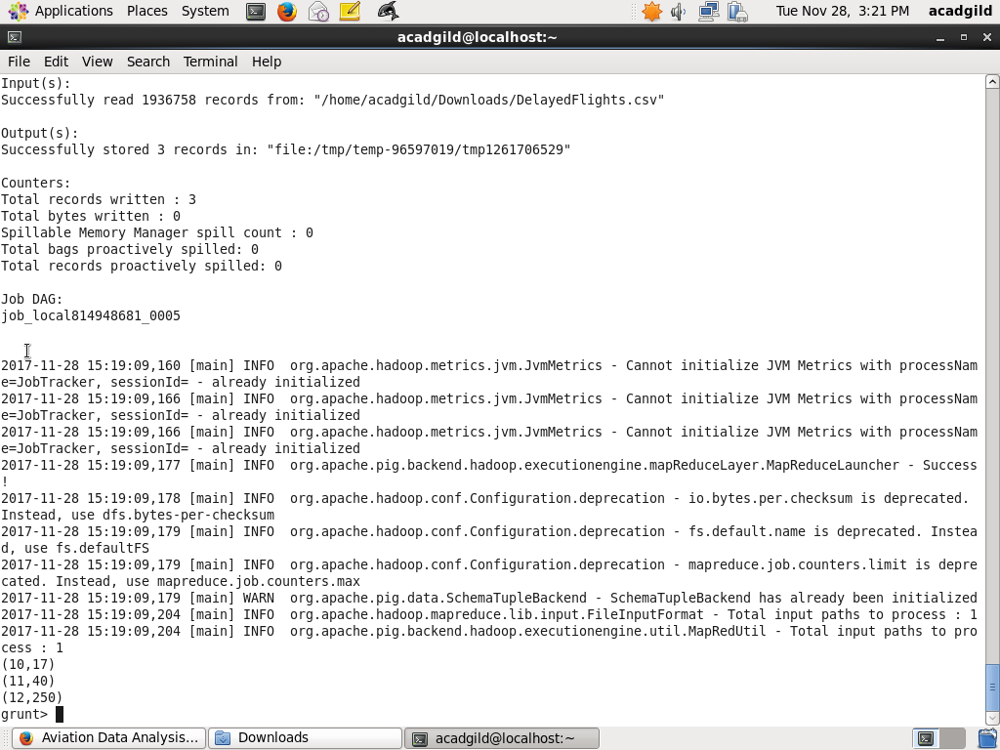 Applications Places System Tue Nov 28, 3:21 PM acadgild
acadgild@localhost:~
File Edit View Search Terminal Help
Input(s):
Successfully read 1936758 records from: "/home/acadgild/Downloads/DelayedFlights.csv"
Output(s):
Successfully stored 3 records in: "file:/tmp/temp-96597019/tmp1261706529"
Counters:
Total records written : 3
Total bytes written : 0
Spillable Memory Manager spill count : 0
Total bags proactively spilled: 0
Total records proactively spilled: 0
Job DAG:
job_local814948681_0005
2017-11-28 15:19:09,160 [main] INFO  org.apache.hadoop.metrics.jvm.JvmMetrics - Cannot initialize JVM Metrics with processNam
e=JobTracker, sessionId= - already initialized
2017-11-28 15:19:09,166 [main] INFO  org.apache.hadoop.metrics.jvm.JvmMetrics - Cannot initialize JVM Metrics with processNam
e=JobTracker, sessionId= - already initialized
2017-11-28 15:19:09,166 [main] INFO  org.apache.hadoop.metrics.jvm.JvmMetrics - Cannot initialize JVM Metrics with processNam
e=JobTracker, sessionId= - already initialized
2017-11-28 15:19:09,177 [main] INFO  org.apache.pig.backend.hadoop.executionengine.mapReduceLayer.MapReduceLauncher - Success
!
2017-11-28 15:19:09,178 [main] INFO  org.apache.hadoop.conf.Configuration.deprecation - io.bytes.per.checksum is deprecated.
Instead, use dfs.bytes-per-checksum
2017-11-28 15:19:09,179 [main] INFO  org.apache.hadoop.conf.Configuration.deprecation - fs.default.name is deprecated. Instea
d, use fs.defaultFS
2017-11-28 15:19:09,179 [main] INFO  org.apache.hadoop.conf.Configuration.deprecation - mapreduce.job.counters.limit is depre
cated. Instead, use mapreduce.job.counters.max
2017-11-28 15:19:09,179 [main] WARN  org.apache.pig.data.SchemaTupleBackend - SchemaTupleBackend has already been initialized
2017-11-28 15:19:09,204 [main] INFO  org.apache.hadoop.mapreduce.lib.input.FileInputFormat - Total input paths to process : 1
2017-11-28 15:19:09,204 [main] INFO  org.apache.pig.backend.hadoop.executionengine.util.MapRedUtil - Total input paths to pro
cess : 1
(10,17)
(11,40)
(12,250)
grunt>
Aviation Data Analysis... Downloads acadgild@localhost:~